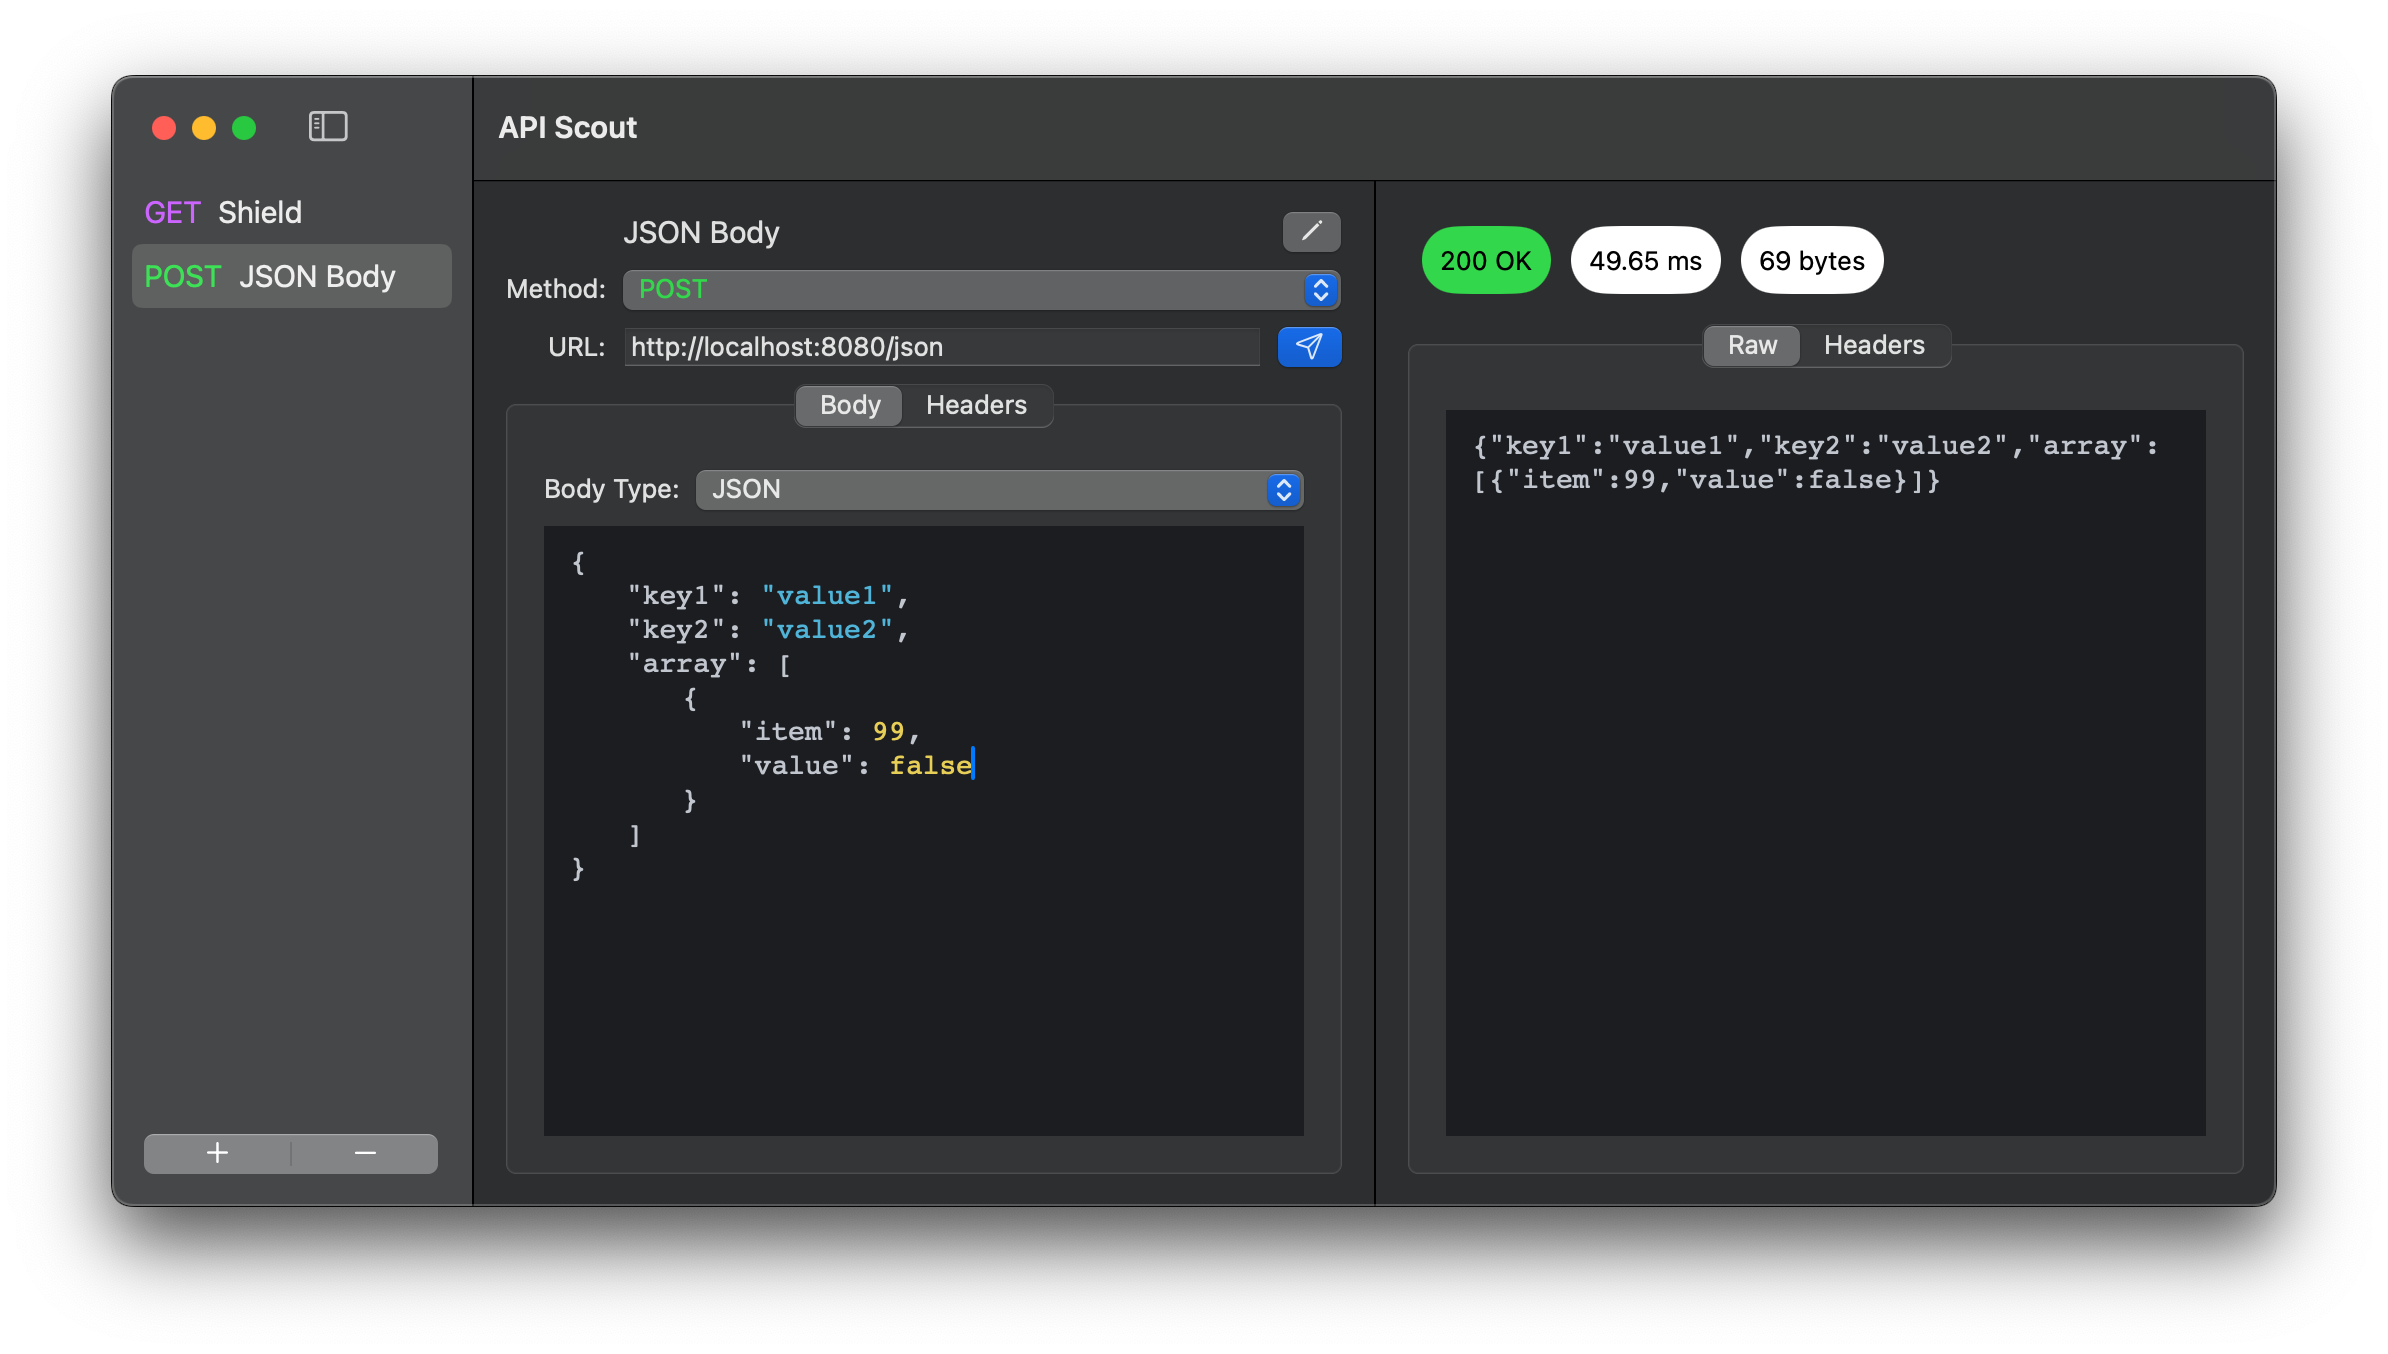 API Scout
GET Shield
POST JSON Body
JSON Body
Method: POST
URL: http://localhost:8080/json
Body Headers
Body Type: JSON
{
    "key1": "value1",
    "key2": "value2",
    "array": [
        {
            "item": 99,
            "value": false
        }
    ]
}
200 OK 49.65 ms 69 bytes
Raw Headers
{"key1":"value1","key2":"value2","array":
[{"item":99,"value":false}]}